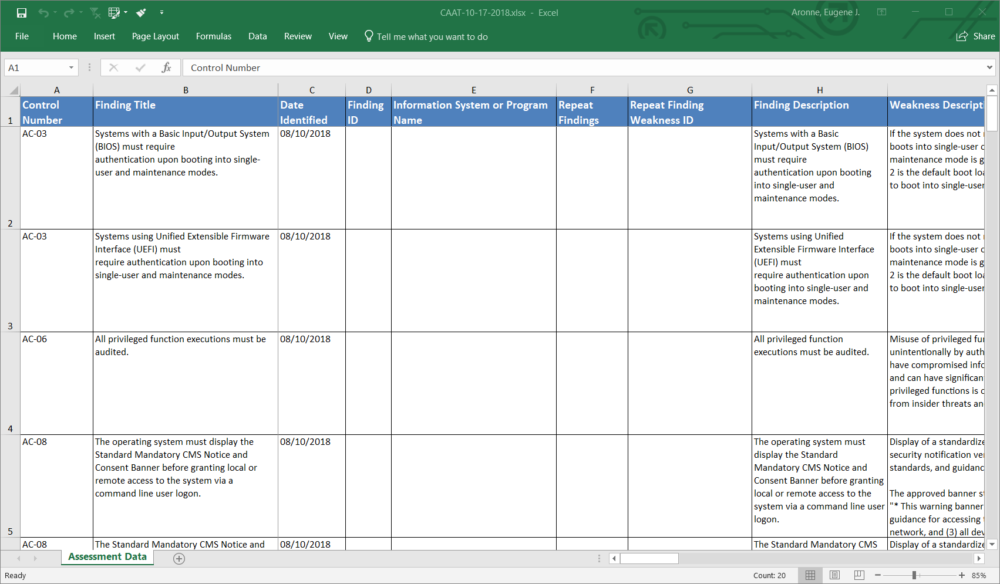 CAAT-10-17-2018.xlsx - Excel
Aronne, Eugene J.
File Home Insert Page Layout Formulas Data Review View Tell me what you want to do Share
A1 fx Control Number
A B C D E F G H
1
Control
Number
Finding Title
Date
Identified
Finding
ID
Information System or Program
Name
Repeat
Findings
Repeat Finding
Weakness ID
Finding Description
Weakness Descripti
2
AC-03
Systems with a Basic Input/Output System
(BIOS) must require
authentication upon booting into single-
user and maintenance modes.
08/10/2018
Systems with a Basic
Input/Output System (BIOS)
must require
authentication upon booting
into single-user and
maintenance modes.
If the system does not
boots into single-user
maintenance mode is g
2 is the default boot loa
to boot into single-user
3
AC-03
Systems using Unified Extensible Firmware
Interface (UEFI) must
require authentication upon booting into
single-user and maintenance modes.
08/10/2018
Systems using Unified
Extensible Firmware Interface
(UEFI) must
require authentication upon
booting into single-user and
maintenance modes.
If the system does not
boots into single-user
maintenance mode is g
2 is the default boot loa
to boot into single-user
4
AC-06
All privileged function executions must be
audited.
08/10/2018
All privileged function
executions must be audited.
Misuse of privileged fu
unintentionally by auth
have compromised info
and can have significan
privileged functions is
from insider threats an
5
AC-08
The operating system must display the
Standard Mandatory CMS Notice and
Consent Banner before granting local or
remote access to the system via a
command line user logon.
08/10/2018
The operating system must
display the Standard
Mandatory CMS Notice and
Consent Banner before granting
local or remote access to the
system via a command line user
logon.
Display of a standardize
security notification ve
standards, and guidanc
The approved banner s
"* This warning banner
guidance for accessing
network, and (3) all dev
AC-08
The Standard Mandatory CMS Notice and
08/10/2018
The Standard Mandatory CMS
Display of a standardize
Assessment Data
Ready
Count: 20
85%